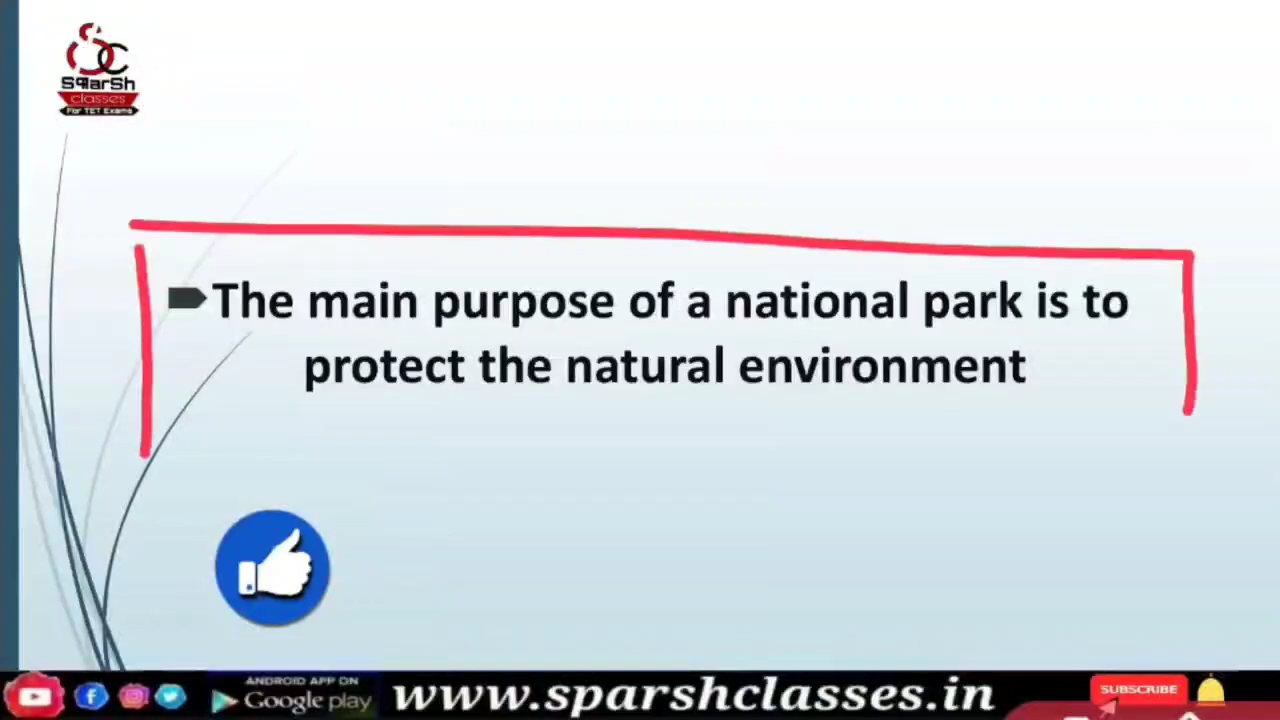 SparSh
classes
For TET Exams
The main purpose of a national park is to
protect the natural environment
ANDROID APP ON
Google play
www.sparshclasses.in
SUBSCRIBE